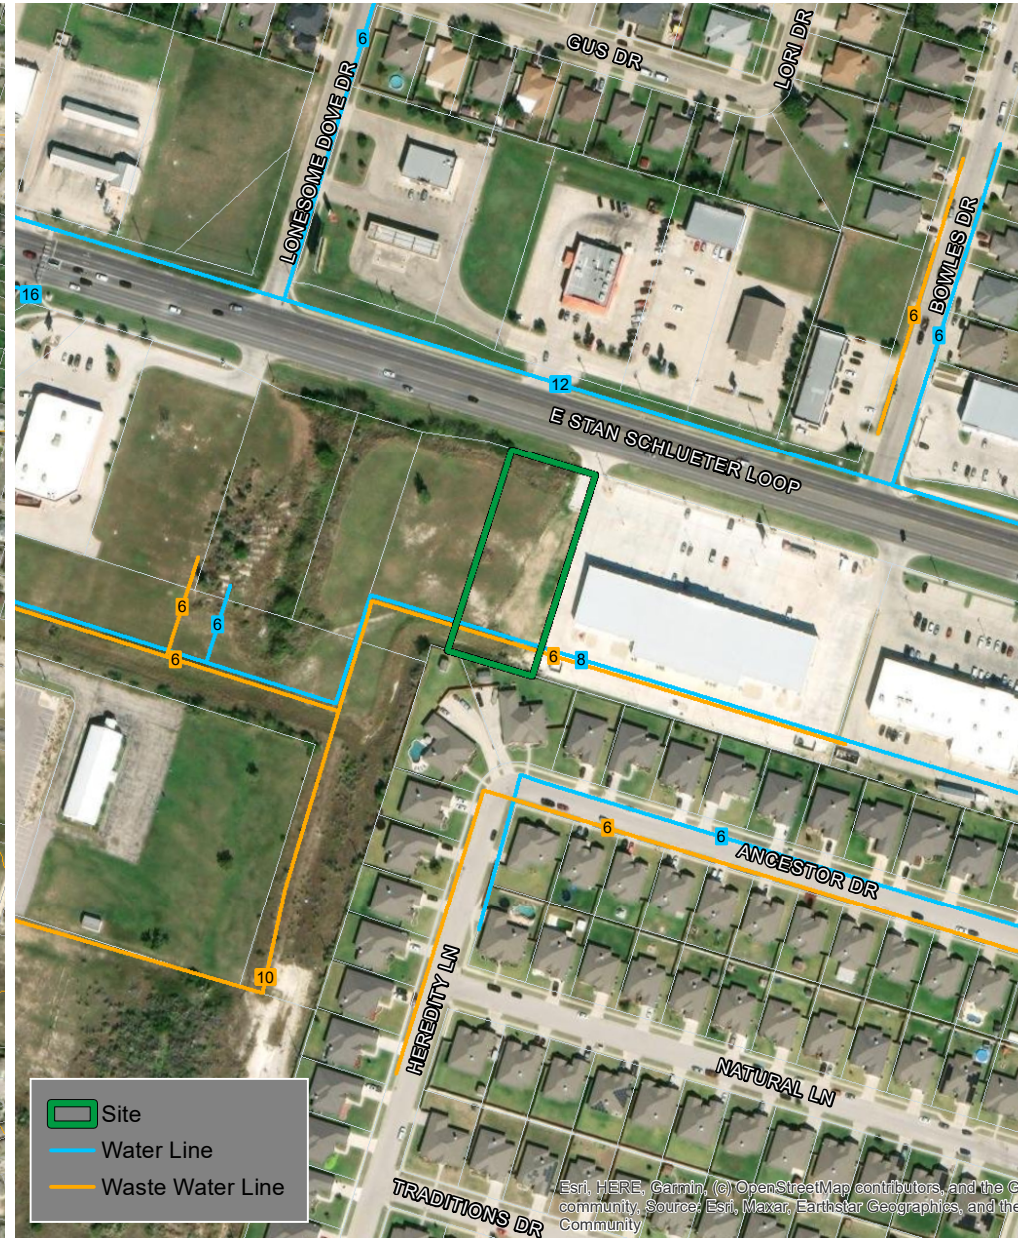 6
GUS DR
LORI DR
LONESOME DOVE DR
BOWLES DR
16
6
6
12
E STAN SCHLUETER LOOP
6
6
6
6
8
6
6
ANCESTOR DR
HEREDITY LN
10
NATURAL LN
TRADITIONS DR
Site
Water Line
Waste Water Line
Esri, HERE, Garmin, (c) OpenStreetMap contributors, and the G
community, Source: Esri, Maxar, Earthstar Geographics, and the
Community